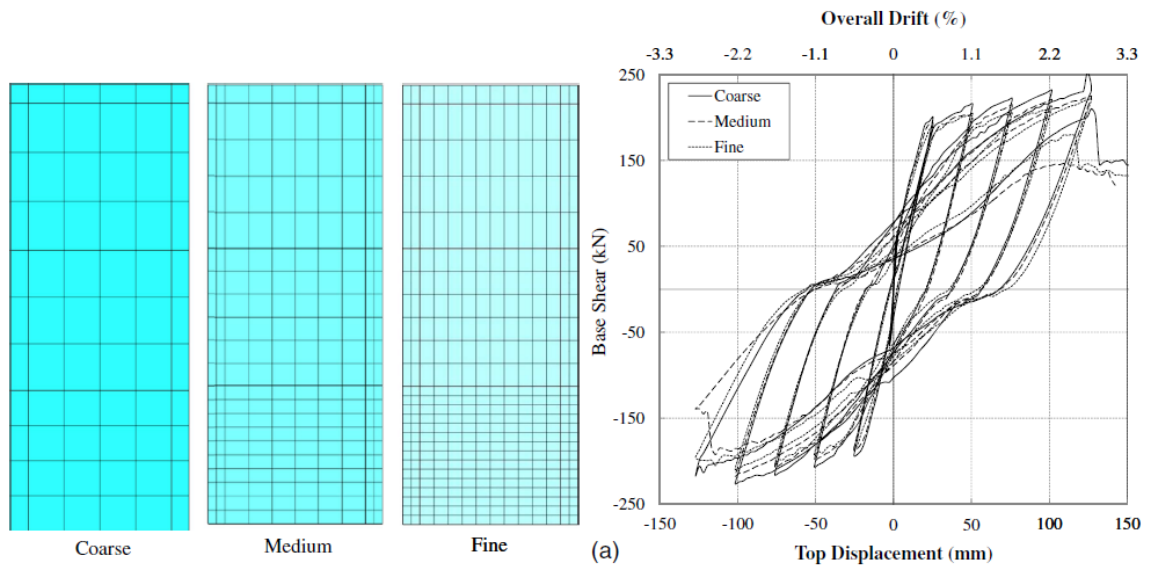 Coarse
Medium
Fine
(a)
Overall Drift (%)
-3.3 -2.2 -1.1 0 1.1 2.2 3.3
250
150
50
-50
-150
-250
Base Shear (kN)
Coarse
Medium
Fine
-150 -100 -50 0 50 100 150
Top Displacement (mm)